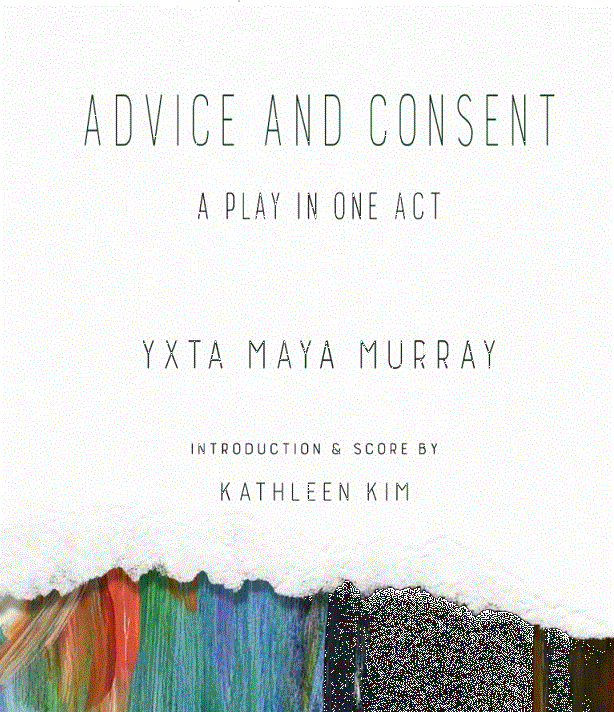 ADVICE AND CONSENT
A PLAY IN ONE ACT
YXTA MAYA MURRAY
INTRODUCTION & SCORE BY
KATHLEEN KIM